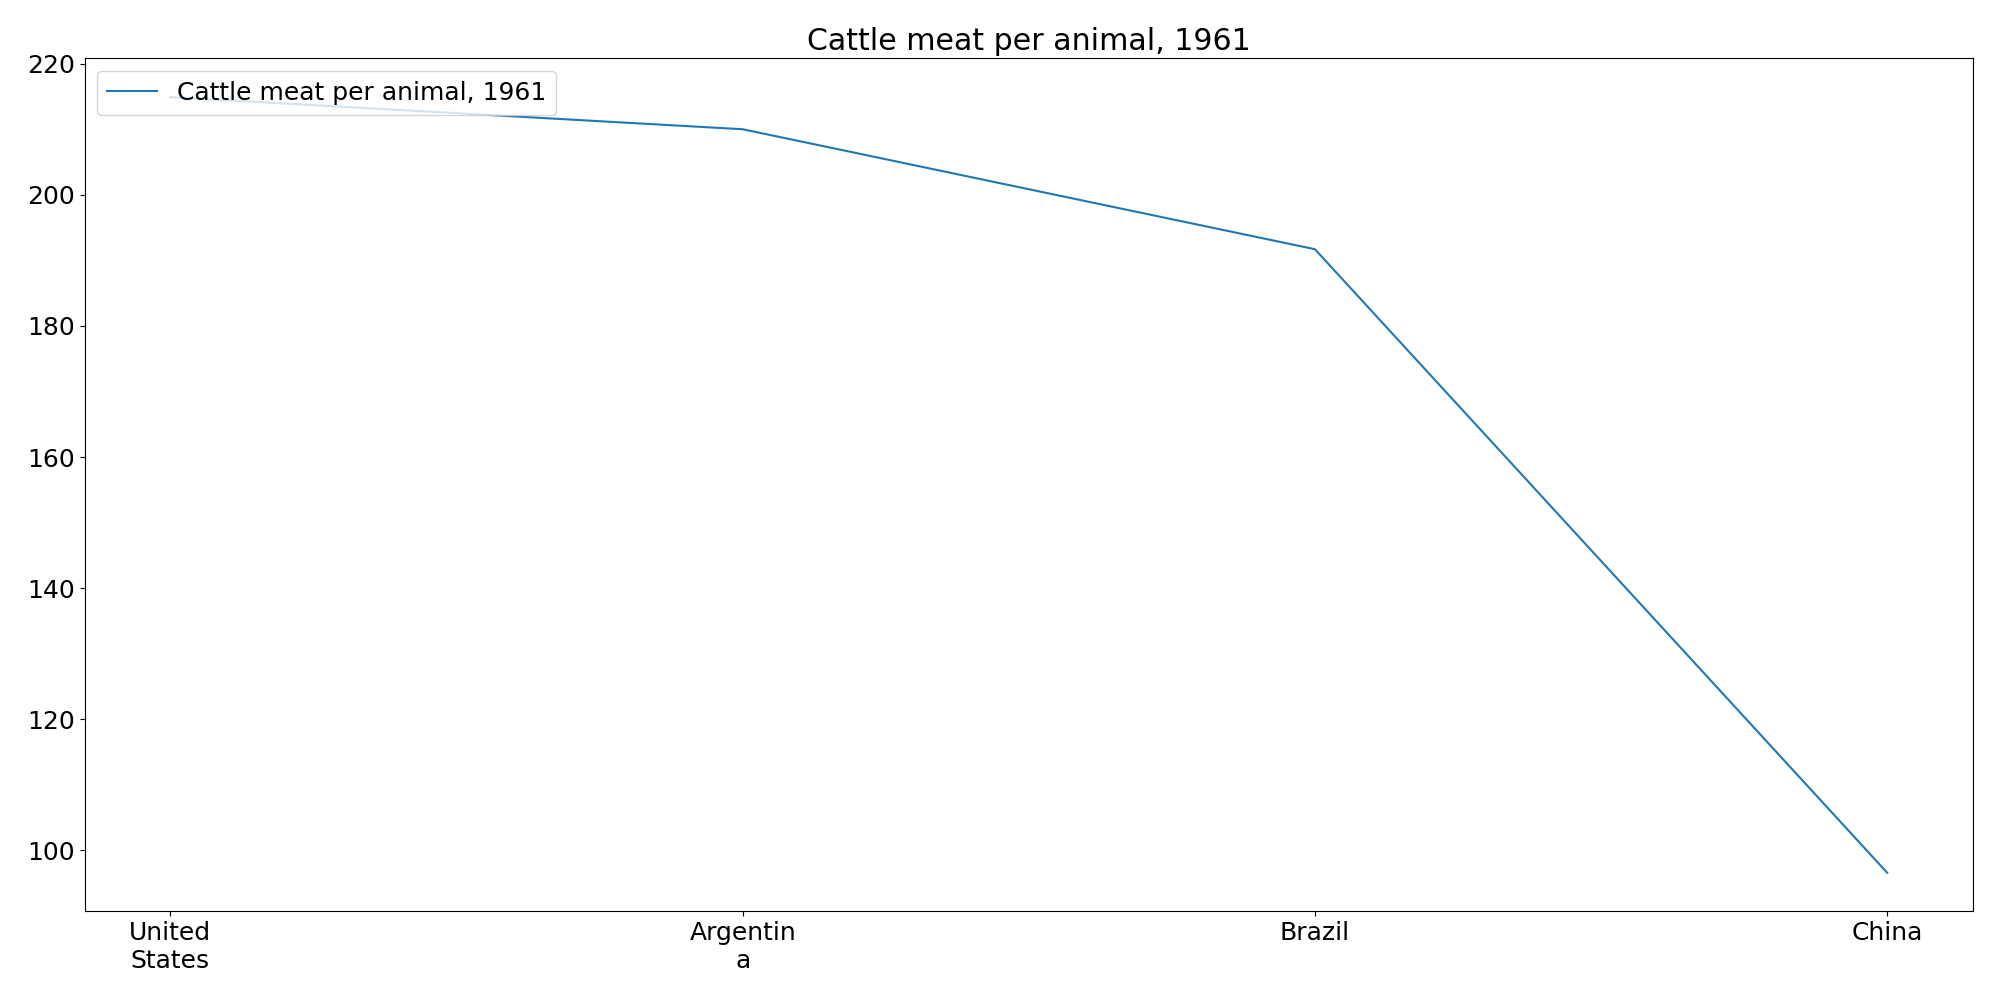 Cattle meat per animal, 1961
Cattle meat per animal, 1961
220
200
180
160
140
120
100
United
States
Argentin
a
Brazil
China